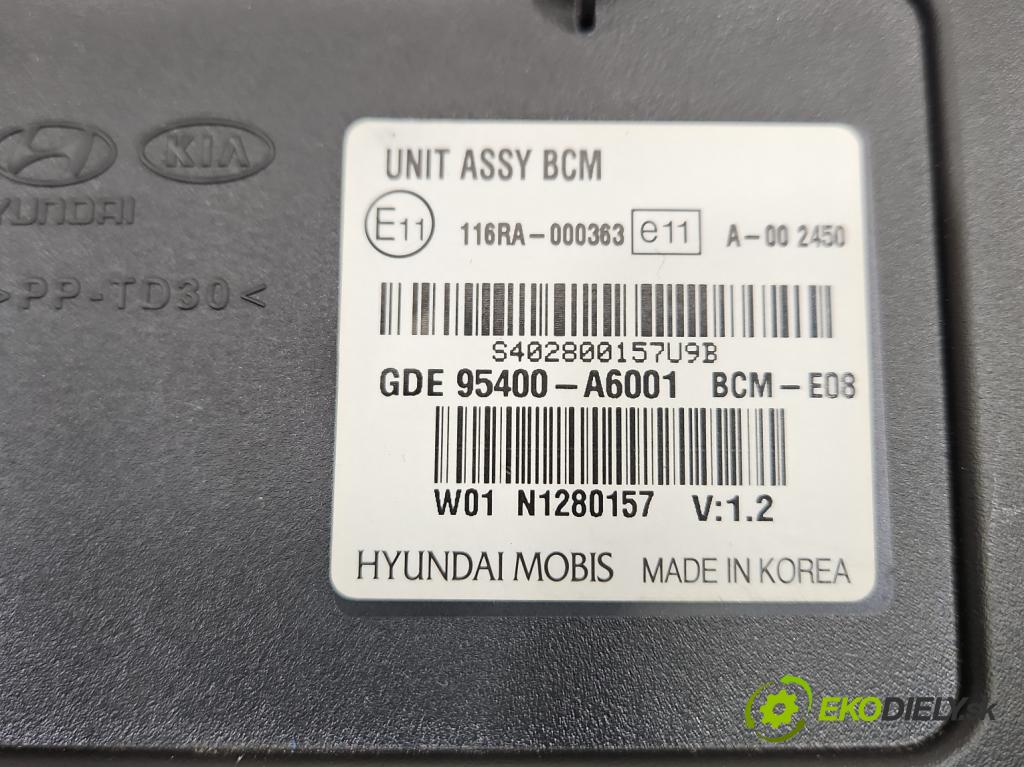 KIA
HYUNDAI
>PP-TD30<
UNIT ASSY BCM
E11 116RA-000363 e11 A-00 2450
S402800157U9B
GDE 95400-A6001 BCM-E08
W01 N1280157 V:1.2
HYUNDAI MOBIS MADE IN KOREA
EKODIELY.sk